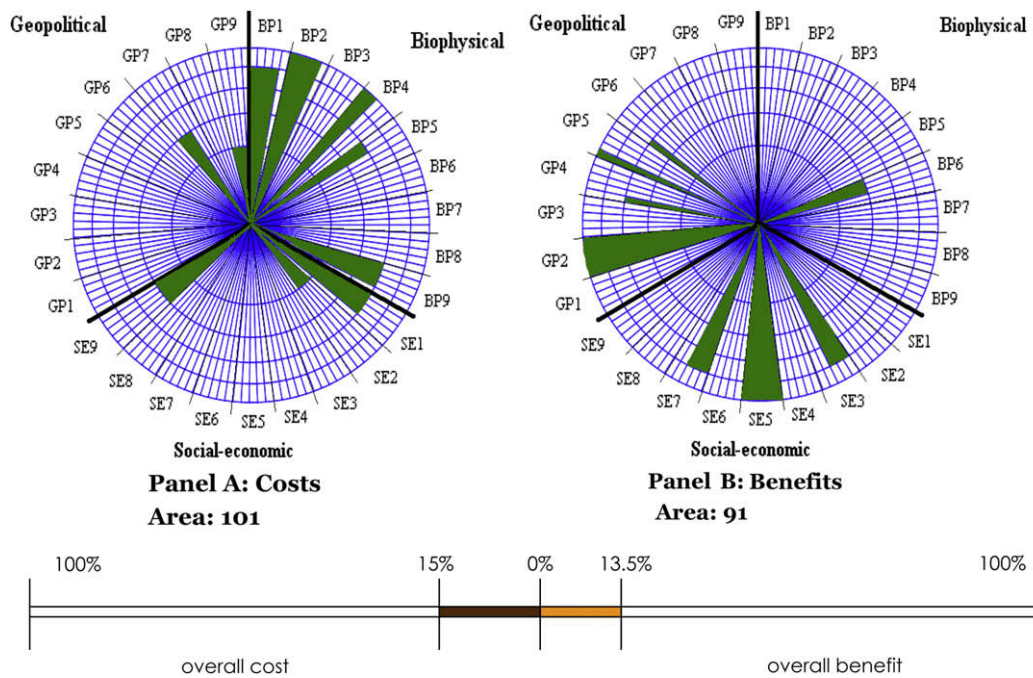 Geopolitical
Biophysical
GP9
BP1
BP2
BP3
BP4
BP5
BP6
BP7
BP8
BP9
SE1
SE2
SE3
SE4
SE5
SE6
SE7
SE8
SE9
GP1
GP2
GP3
GP4
GP5
GP6
GP7
GP8
Social-economic
Panel A: Costs
Area: 101
Geopolitical
Biophysical
GP9
BP1
BP2
BP3
BP4
BP5
BP6
BP7
BP8
BP9
SE1
SE2
SE3
SE4
SE5
SE6
SE7
SE8
SE9
GP1
GP2
GP3
GP4
GP5
GP6
GP7
GP8
Social-economic
Panel B: Benefits
Area: 91
100% 15% 0% 13.5% 100%
overall cost overall benefit